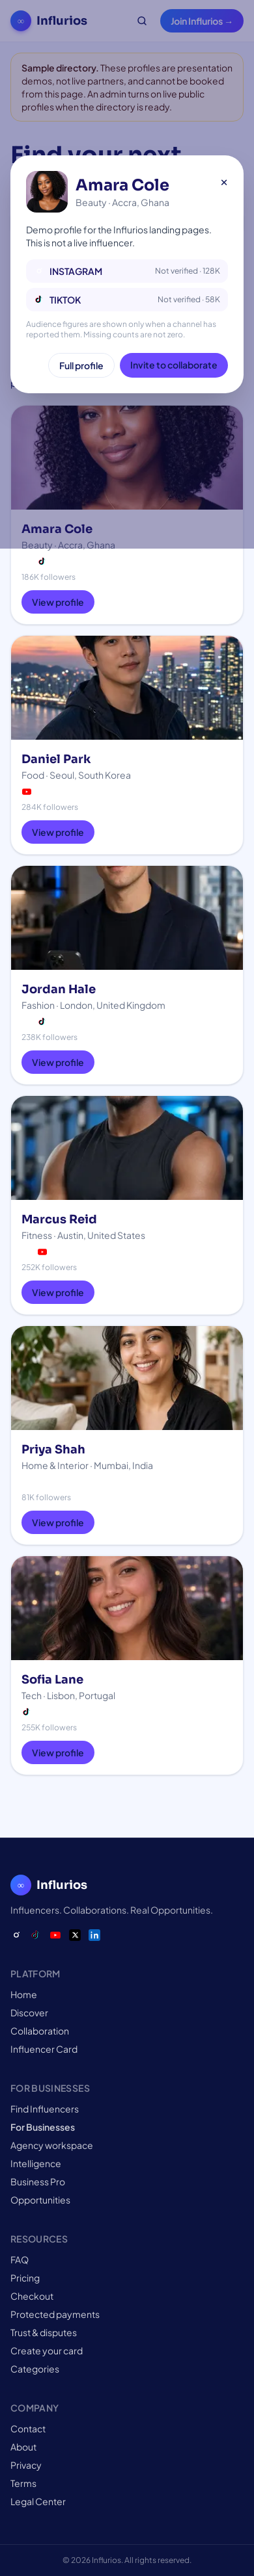 Influrios
Join Influrios →
Sample directory. These profiles are presentation
demos, not live partners, and cannot be booked
from this page. An admin turns on live public
profiles when the directory is ready.
Find your next
Amara Cole
×
Beauty · Accra, Ghana
Demo profile for the Influrios landing pages.
This is not a live influencer.
INSTAGRAM
Not verified · 128K
TIKTOK
Not verified · 58K
Audience figures are shown only when a channel has
reported them. Missing counts are not zero.
Full profile
Invite to collaborate
Amara Cole
Beauty · Accra, Ghana
186K followers
View profile
Daniel Park
Food · Seoul, South Korea
284K followers
View profile
Jordan Hale
Fashion · London, United Kingdom
238K followers
View profile
Marcus Reid
Fitness · Austin, United States
252K followers
View profile
Priya Shah
Home & Interior · Mumbai, India
81K followers
View profile
Sofia Lane
Tech · Lisbon, Portugal
255K followers
View profile
Influrios
Influencers. Collaborations. Real Opportunities.
PLATFORM
Home
Discover
Collaboration
Influencer Card
FOR BUSINESSES
Find Influencers
For Businesses
Agency workspace
Intelligence
Business Pro
Opportunities
RESOURCES
FAQ
Pricing
Checkout
Protected payments
Trust & disputes
Create your card
Categories
COMPANY
Contact
About
Privacy
Terms
Legal Center
© 2026 Influrios. All rights reserved.